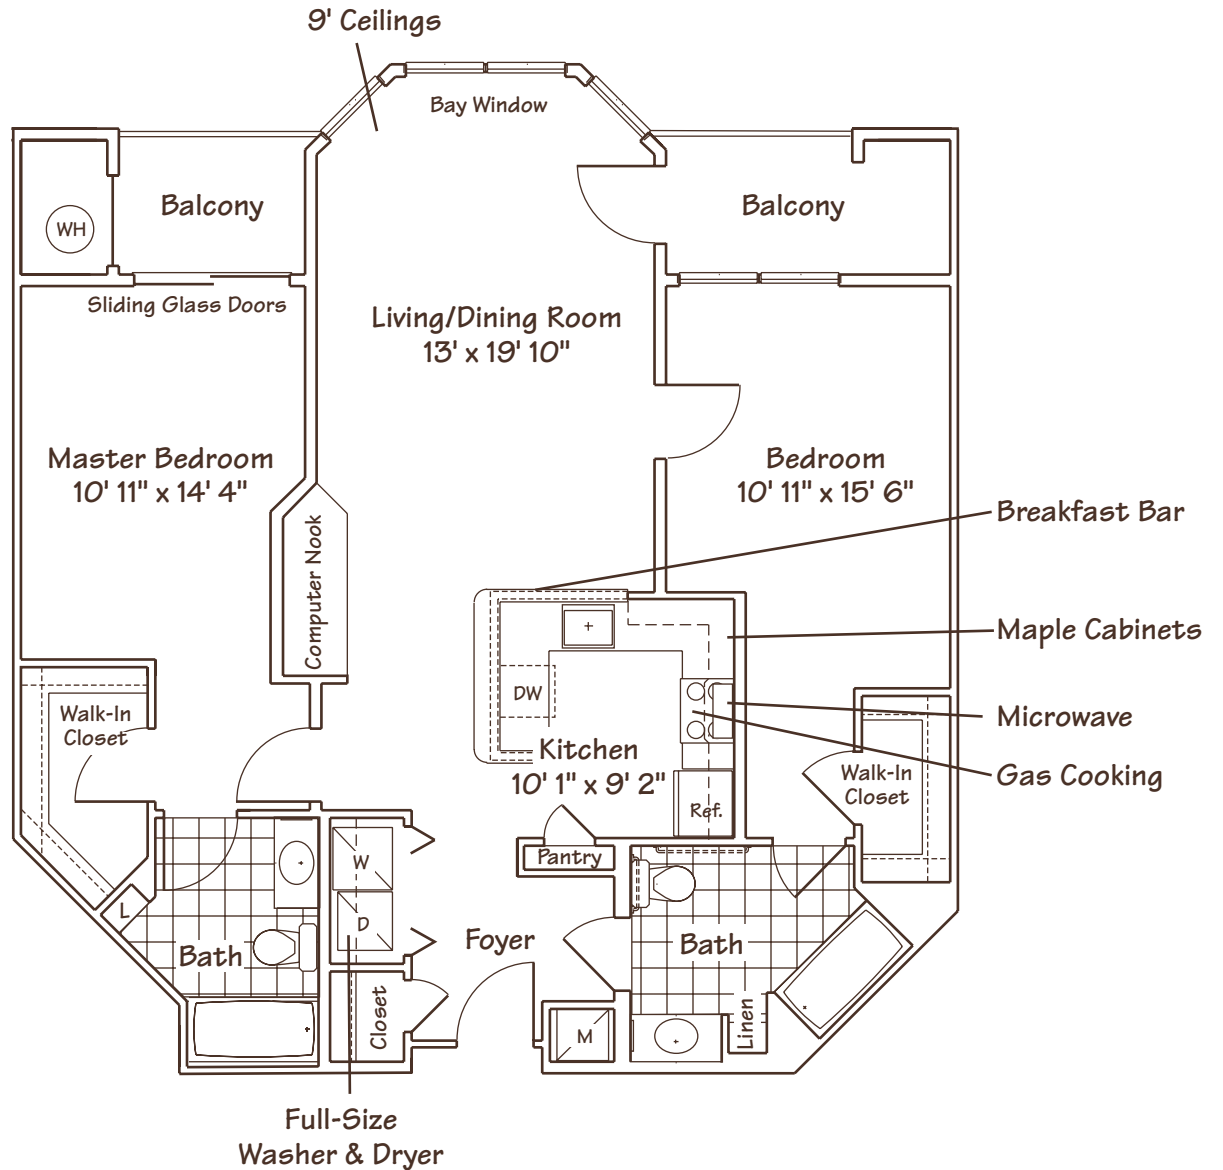 9' Ceilings
Bay Window
Balcony
Balcony
WH
Sliding Glass Doors
Living/Dining Room
13' x 19' 10"
Master Bedroom
10' 11" x 14' 4"
Bedroom
10' 11" x 15' 6"
Breakfast Bar
Computer Nook
Maple Cabinets
DW
Walk-In
Closet
Microwave
Kitchen
10' 1" x 9' 2"
Gas Cooking
Walk-In
Closet
Ref.
W
Pantry
L
D
Foyer
Bath
Bath
Closet
Linen
M
Full-Size
Washer & Dryer